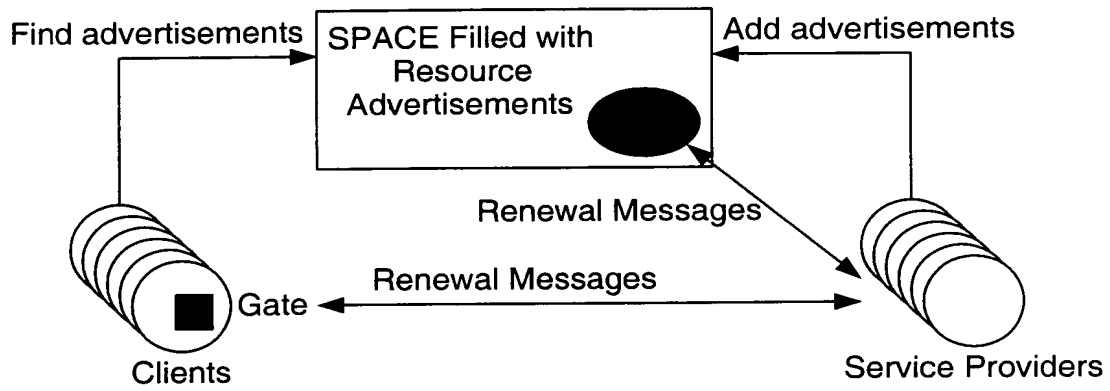 Find advertisements
SPACE Filled with
Resource
Advertisements
Add advertisements
Renewal Messages
Renewal Messages
Gate
Clients
Service Providers